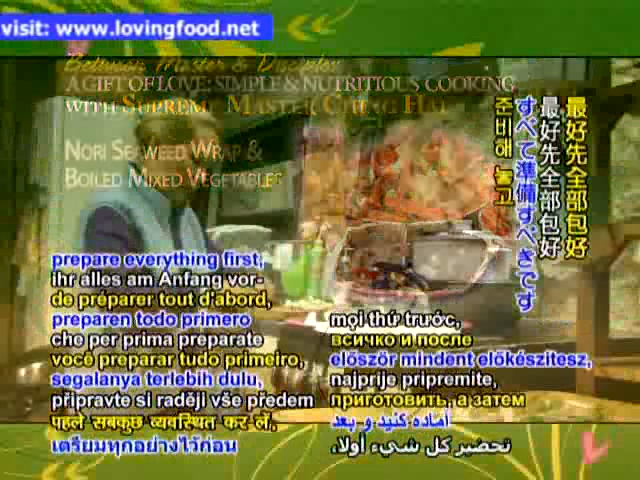 visit: www.lovingfood.net
Between Master & Disciples
A GIFT OF LOVE: SIMPLE & NUTRITIOUS COOKING
WITH SUPREME MASTER CHING HAI
NORI SEAWEED WRAP &
BOILED MIXED VEGETABLES
最好先全部包好
最好先全部包好
すべて準備すべきです
준비해 놓고
prepare everything first,
ihr alles am Anfang vor-
de préparer tout d'abord,
preparen todo primero
che per prima preparate
você preparar tudo primeiro,
segalanya terlebih dulu,
připravte si raději vše předem
पहले सबकुछ व्यवस्थित कर लें,
เตรียมทุกอย่างไว้ก่อน
mọi thứ trước,
всичко и после
először mindent előkészítesz,
najprije pripremite,
приготовить, а затем
آماده کنید و بعد
تحضير كل شيء أولا،